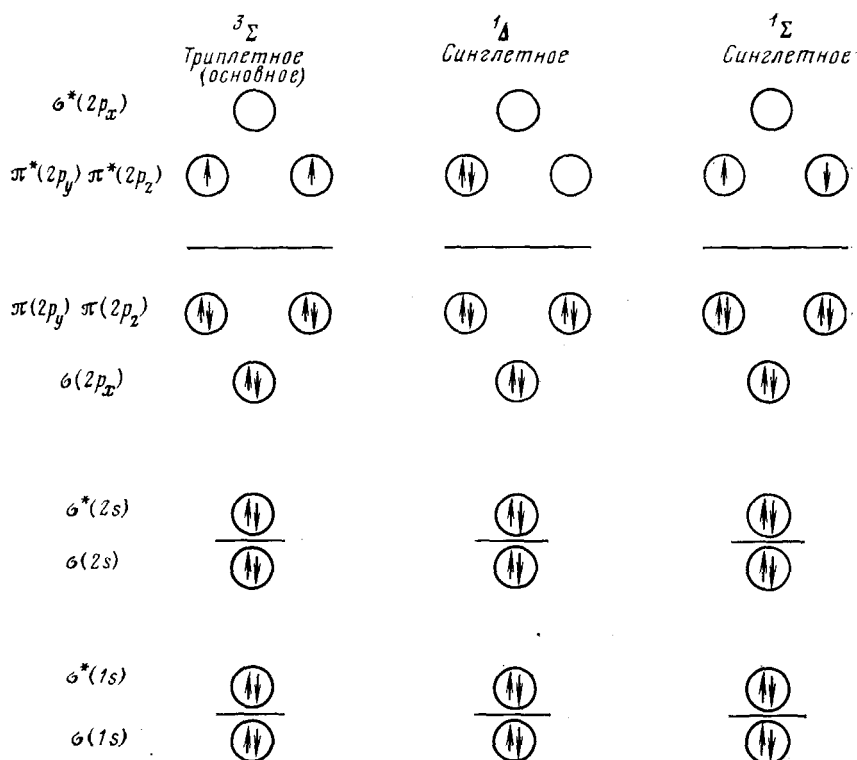 ³Σ ¹Δ ¹Σ
Триплетное Синглетное Синглетное
(основное)
σ*(2pₓ)
π*(2p_y) π*(2p_z)
π(2p_y) π(2p_z)
σ(2pₓ)
σ*(2s)
σ(2s)
σ*(1s)
σ(1s)